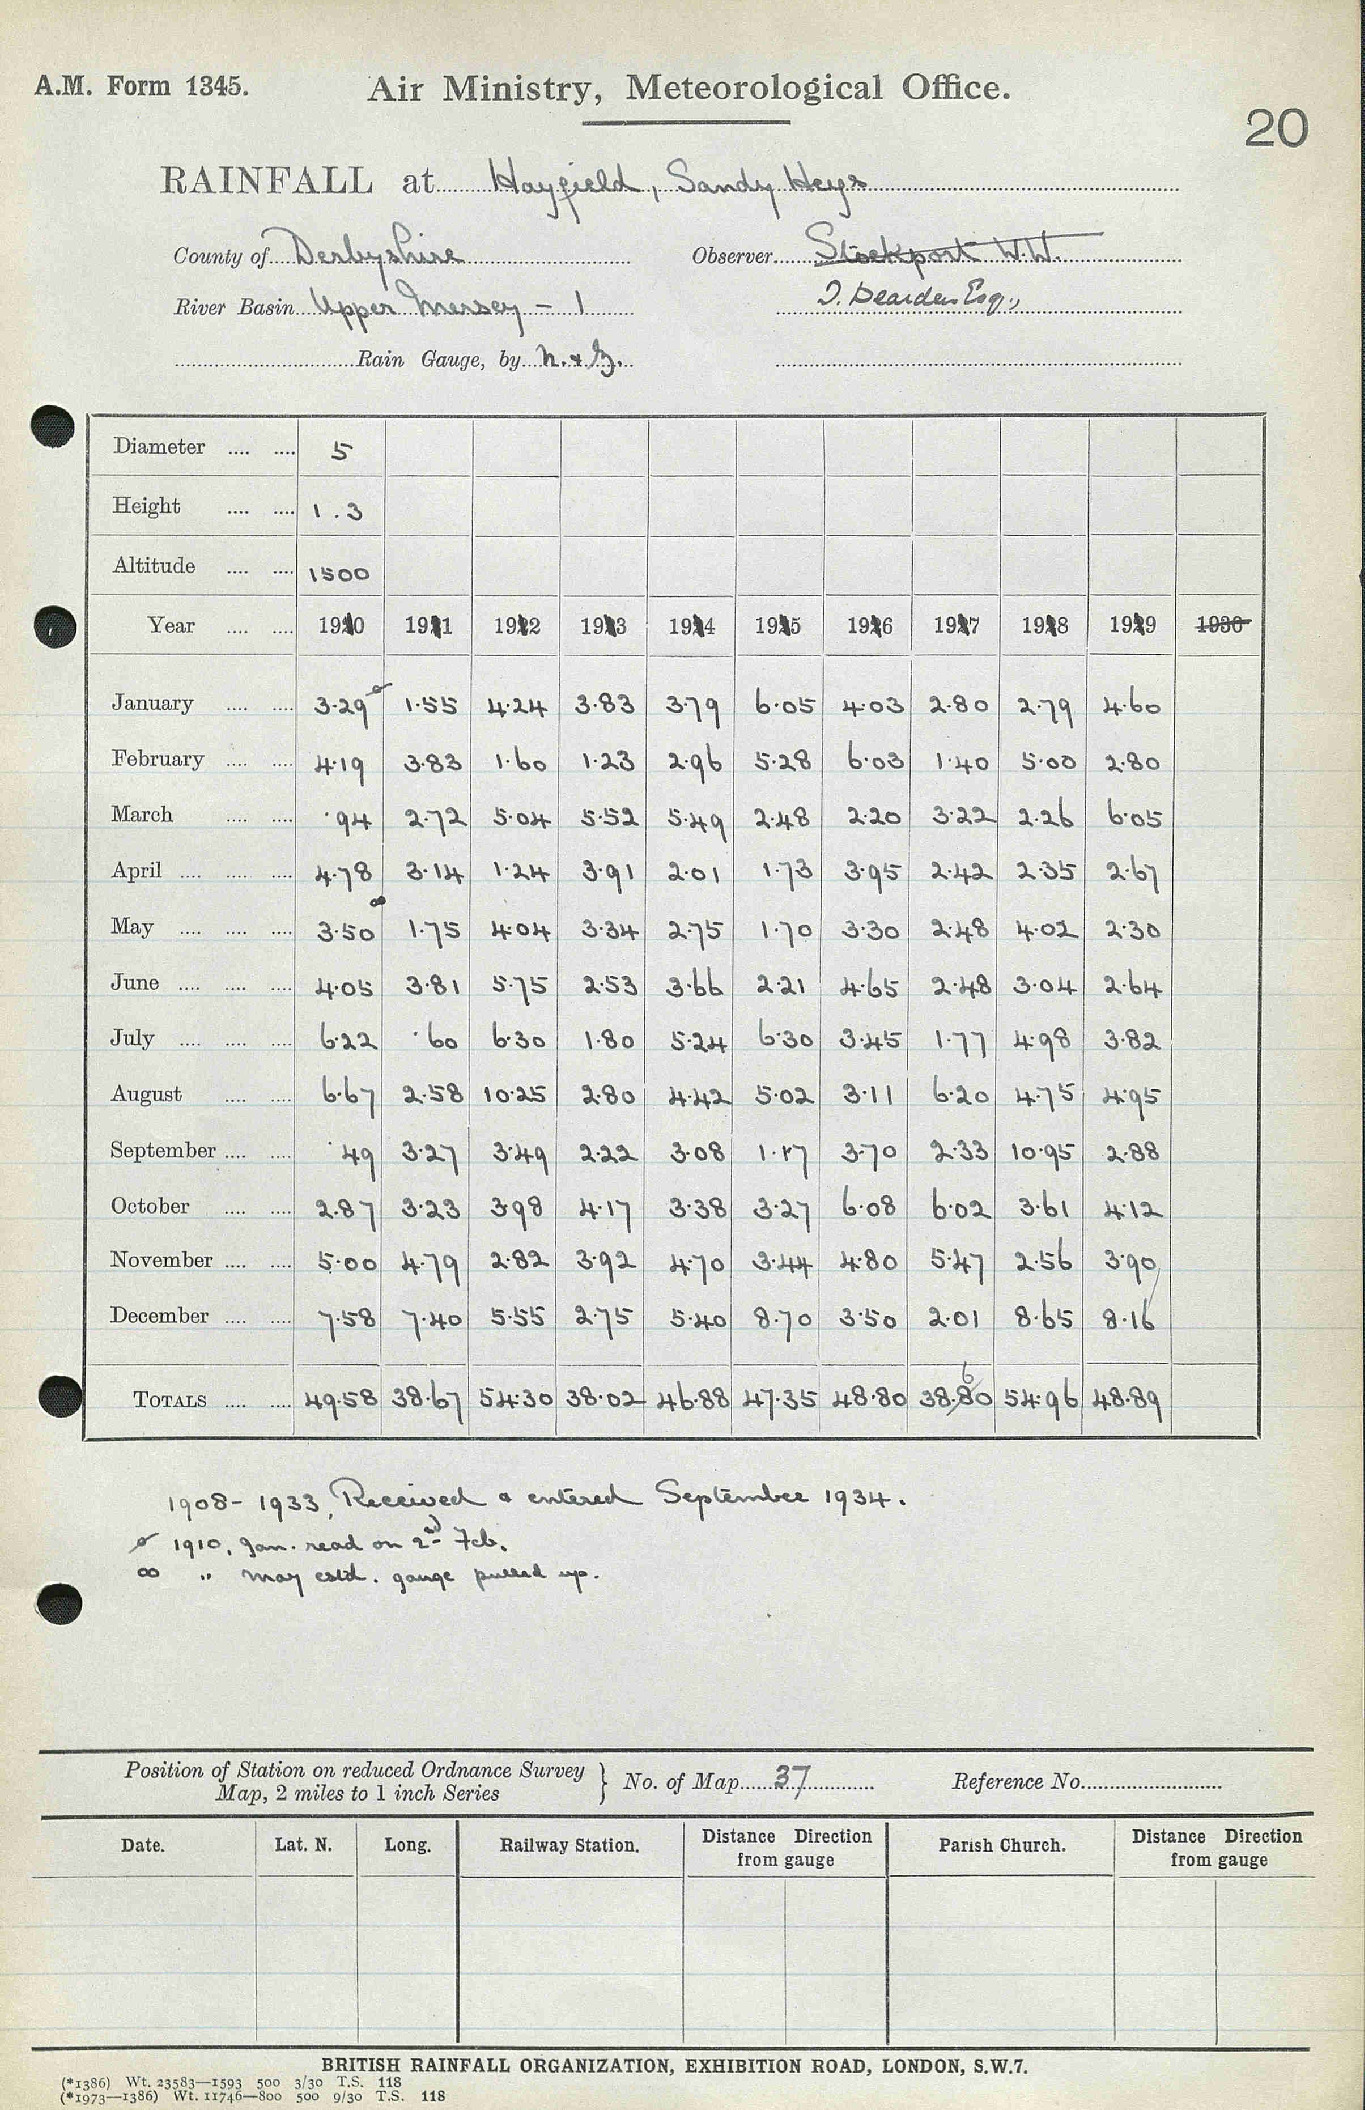 A.M. Form 1345. Air Ministry, Meteorological Office.
20
RAINFALL at Hayfield, Sandy Heys
County of Derbyshire Observer Stockport W.W.
River Basin Upper Mersey - 1 J. Dearden Esq.,
Rain Gauge, by N. & Z.
Diameter 5
Height 1.3
Altitude 1500
Year 1910 1911 1912 1913 1914 1915 1916 1917 1918 1919 1930
January 3.29 1.55 4.24 3.83 3.79 6.05 4.03 2.80 2.79 4.60
February 4.19 3.83 1.60 1.23 2.96 5.28 6.03 1.40 5.00 2.80
March .94 2.72 5.04 5.52 5.49 2.48 2.20 3.22 2.26 6.05
April 4.78 3.14 1.24 3.91 2.01 1.73 3.95 2.42 2.35 2.67
May 3.50 1.75 4.04 3.34 2.75 1.70 3.30 2.48 4.02 2.30
June 4.05 3.81 5.75 2.53 3.66 2.21 4.65 2.48 3.04 2.64
July 6.22 .60 6.30 1.80 5.24 6.30 3.45 1.77 4.98 3.82
August 6.67 2.58 10.25 2.80 4.42 5.02 3.11 6.20 4.75 4.95
September .49 3.27 3.49 2.22 3.08 1.17 3.70 2.33 10.95 2.88
October 2.87 3.23 3.98 4.17 3.38 3.27 6.08 6.02 3.61 4.12
November 5.00 4.79 2.82 3.92 4.70 3.44 4.80 5.47 2.56 3.90
December 7.58 7.40 5.55 2.75 5.40 8.70 3.50 2.01 8.65 8.16
TOTALS 49.58 38.67 54.30 38.02 46.88 47.35 48.80 38.60 54.96 48.89
1908 - 1933, Received & entered September 1934.
ø 1910, Jan. read on 2nd Feb.
∞ " May estd. gauge pulled up.
Position of Station on reduced Ordnance Survey
Map, 2 miles to 1 inch Series } No. of Map 37 Reference No.
Date. Lat. N. Long. Railway Station. Distance Direction from gauge Parish Church. Distance Direction from gauge
BRITISH RAINFALL ORGANIZATION, EXHIBITION ROAD, LONDON, S.W.7.
(*1386) Wt. 23583—1593 500 3/30 T.S. 118
(*1973—1386) Wt. 11746—800 500 9/30 T.S. 118